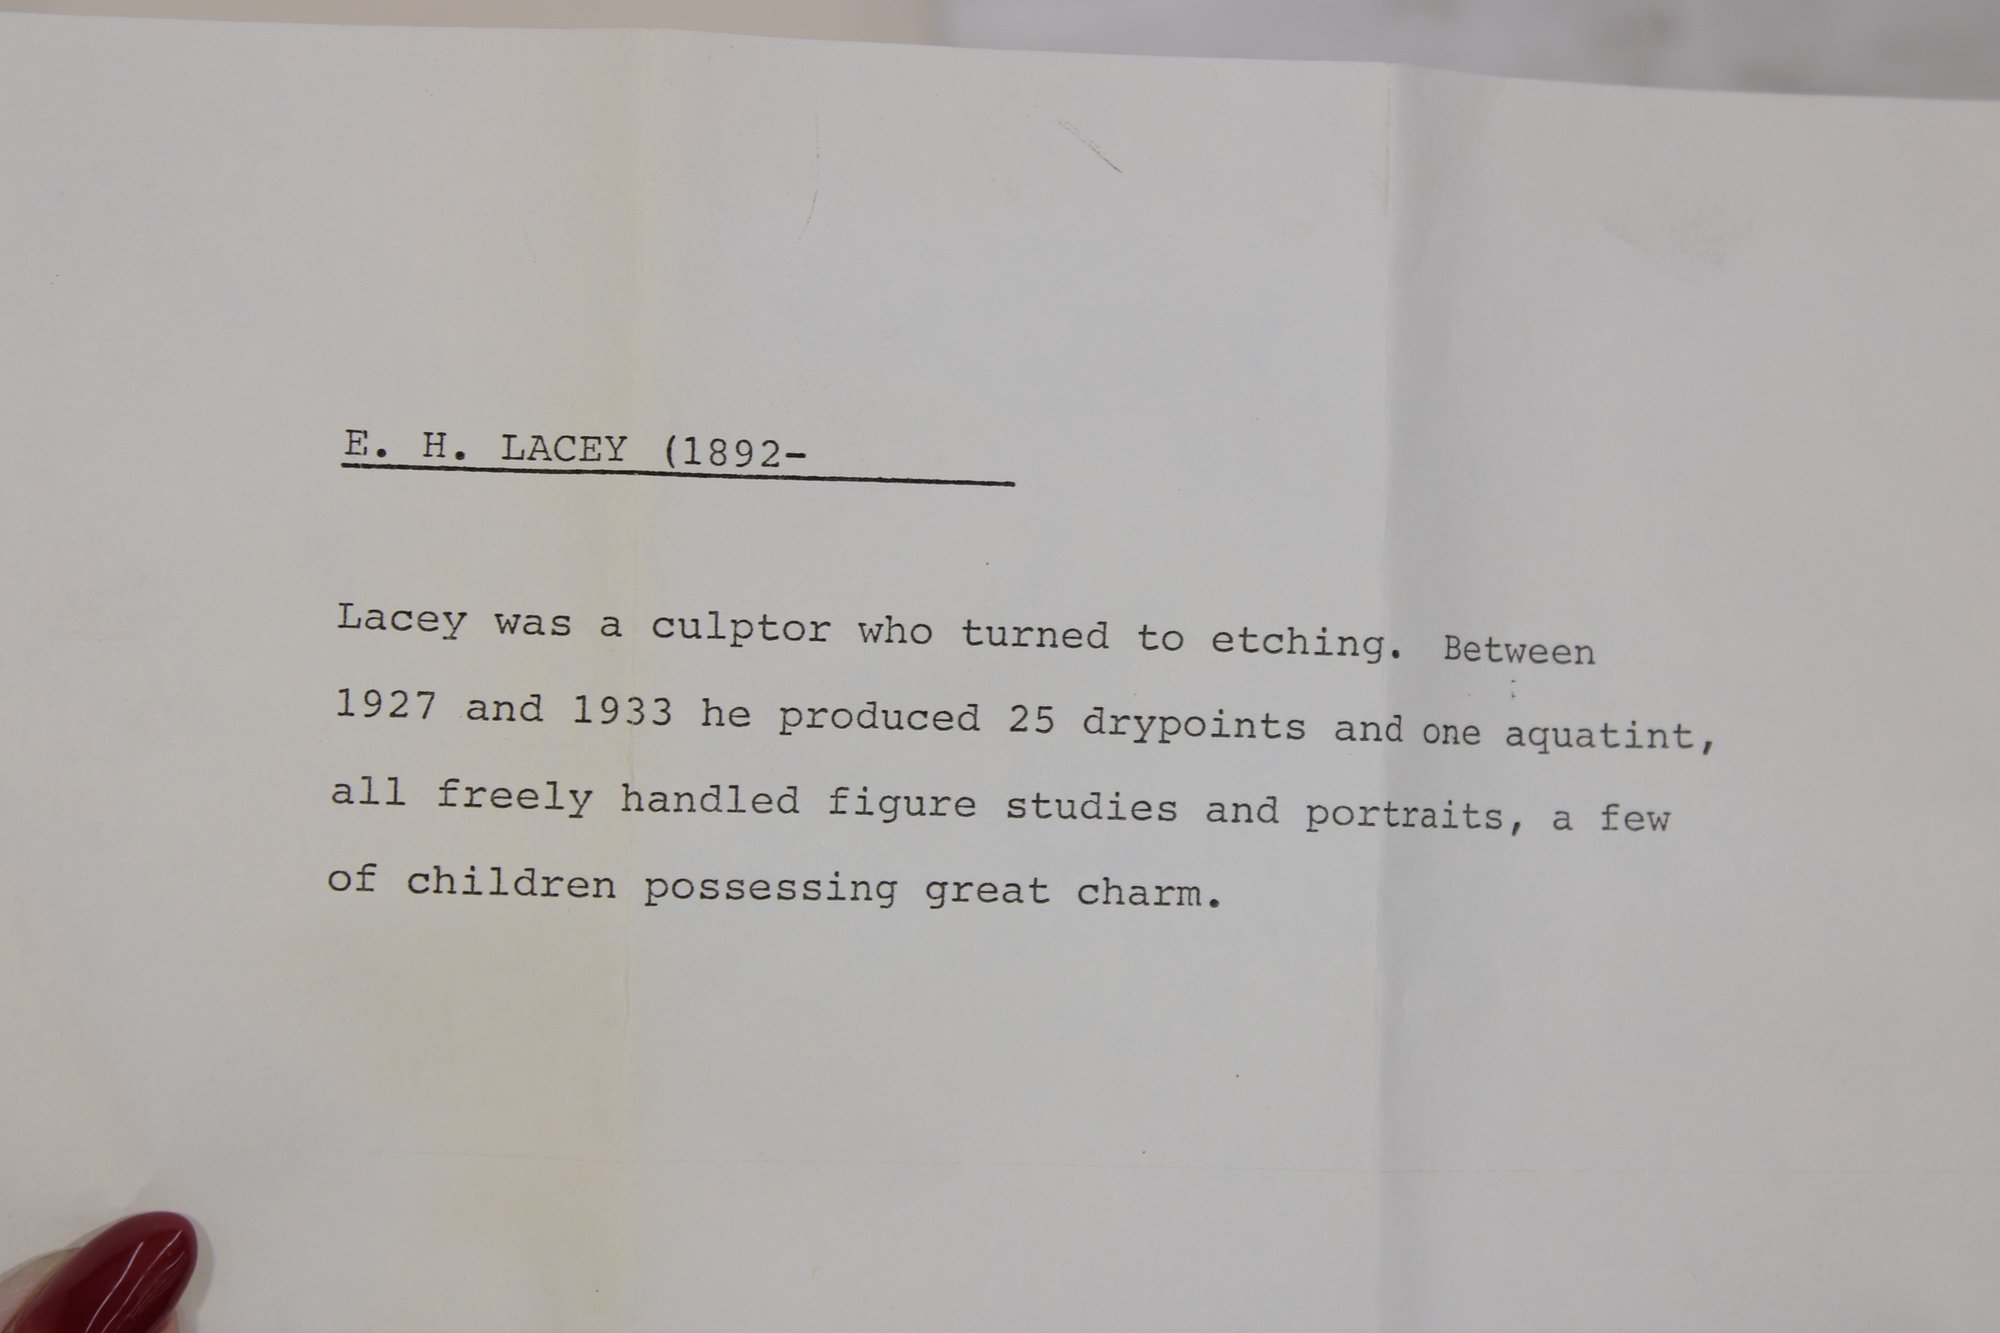 E. H. LACEY (1892-
Lacey was a culptor who turned to etching. Between
1927 and 1933 he produced 25 drypoints and one aquatint,
all freely handled figure studies and portraits, a few
of children possessing great charm.